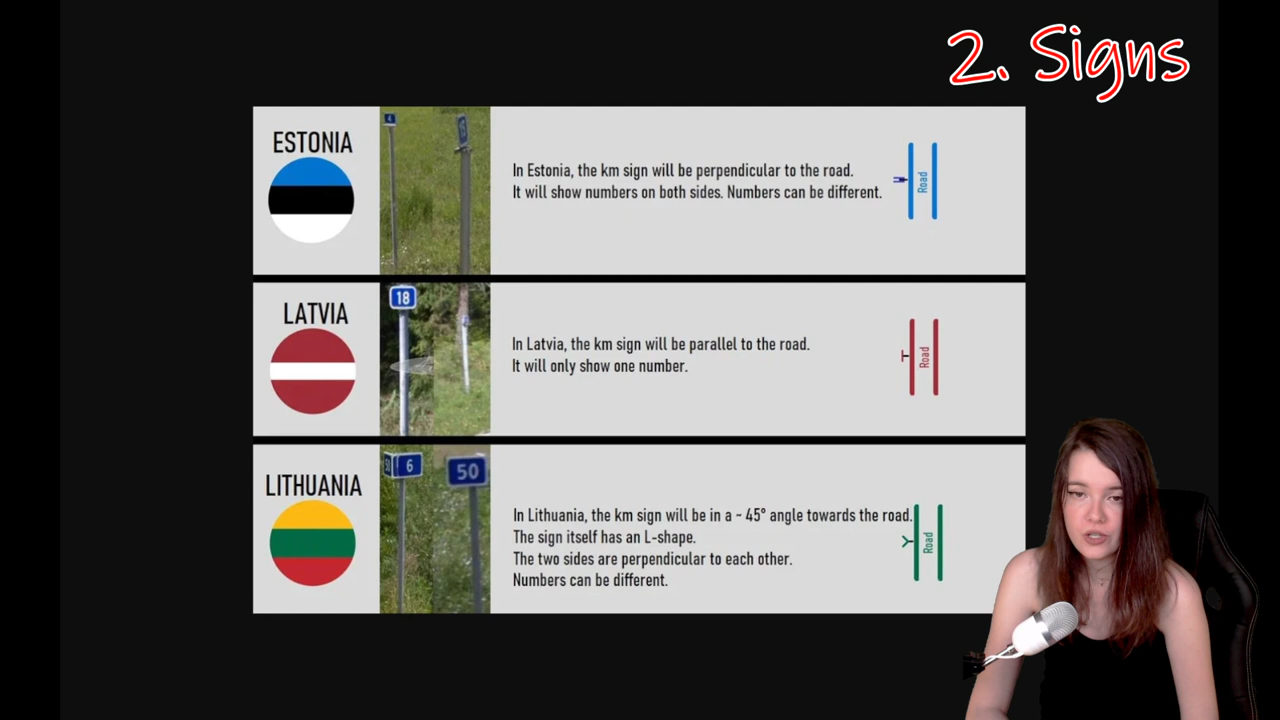 2. Signs
ESTONIA
In Estonia, the km sign will be perpendicular to the road.
It will show numbers on both sides. Numbers can be different.
Road
LATVIA
18
In Latvia, the km sign will be parallel to the road.
It will only show one number.
Road
LITHUANIA
6
50
In Lithuania, the km sign will be in a ~ 45° angle towards the road.
The sign itself has an L-shape.
The two sides are perpendicular to each other.
Numbers can be different.
Road